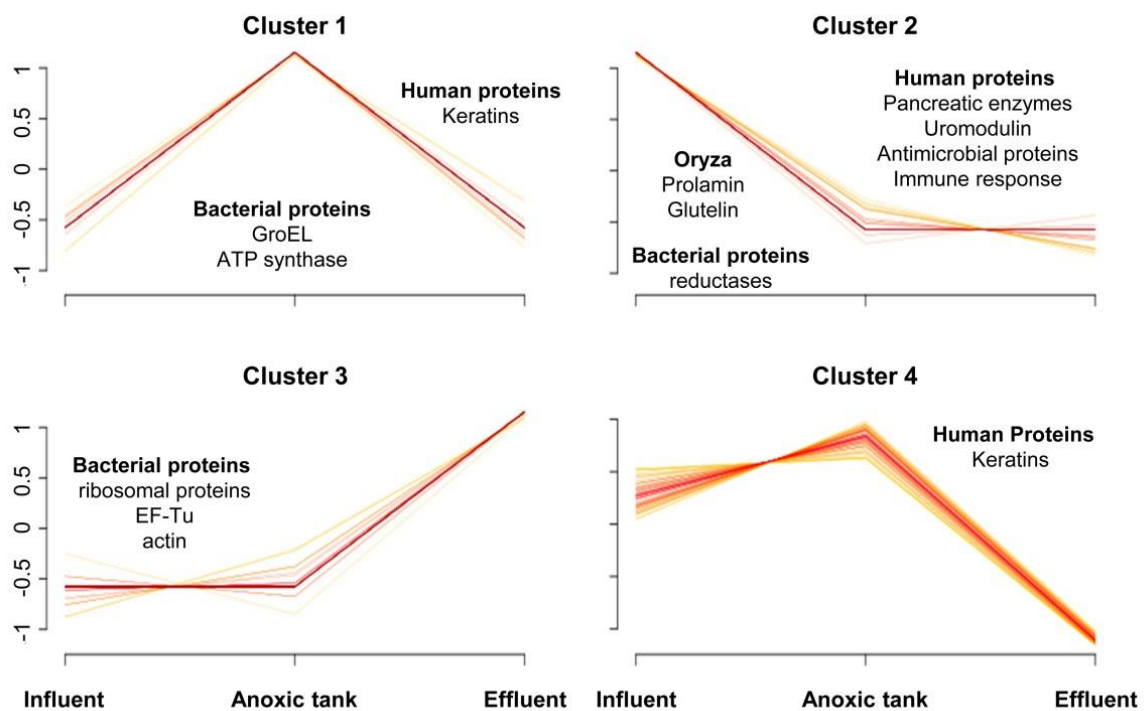 Cluster 1
1
0.5
0
-0.5
-1
Human proteins
Keratins
Bacterial proteins
GroEL
ATP synthase
Cluster 2
Human proteins
Pancreatic enzymes
Uromodulin
Antimicrobial proteins
Immune response
Oryza
Prolamin
Glutelin
Bacterial proteins
reductases
Cluster 3
1
0.5
0
-0.5
-1
Bacterial proteins
ribosomal proteins
EF-Tu
actin
Cluster 4
Human Proteins
Keratins
Influent Anoxic tank Effluent
Influent Anoxic tank Effluent